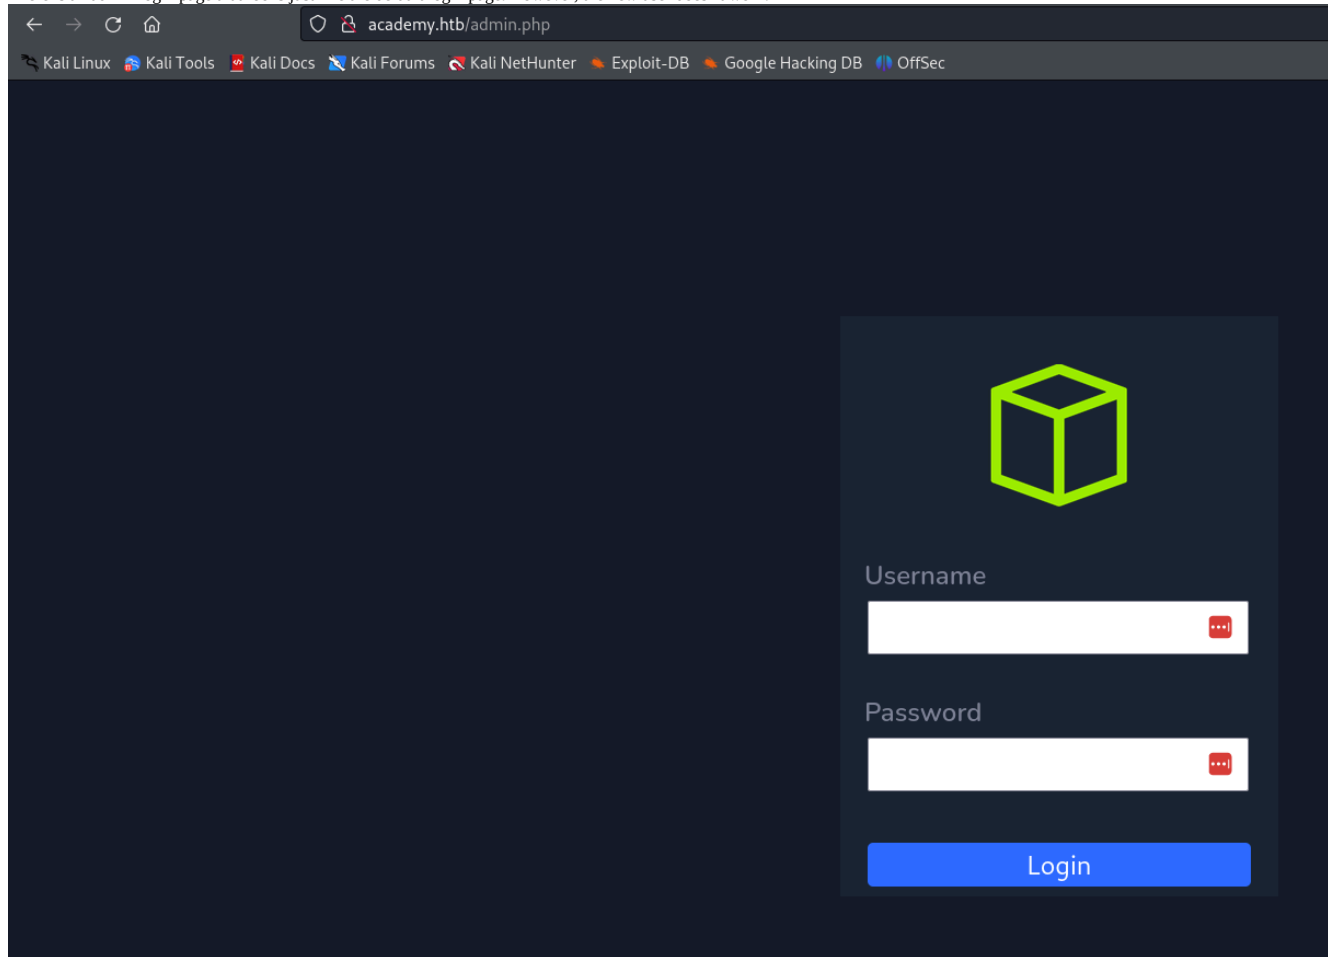 academy.htb/admin.php
Kali Linux Kali Tools Kali Docs Kali Forums Kali NetHunter Exploit-DB Google Hacking DB OffSec
Username
Password
Login